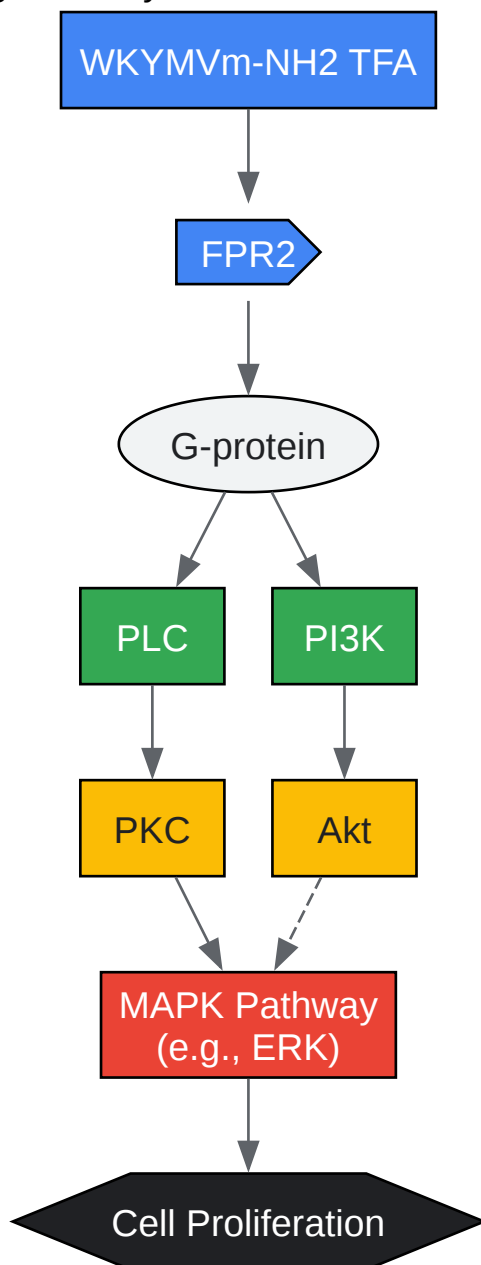 WKYMVm-NH2 TFA
FPR2
G-protein
PLC
PI3K
PKC
Akt
MAPK Pathway
(e.g., ERK)
Cell Proliferation